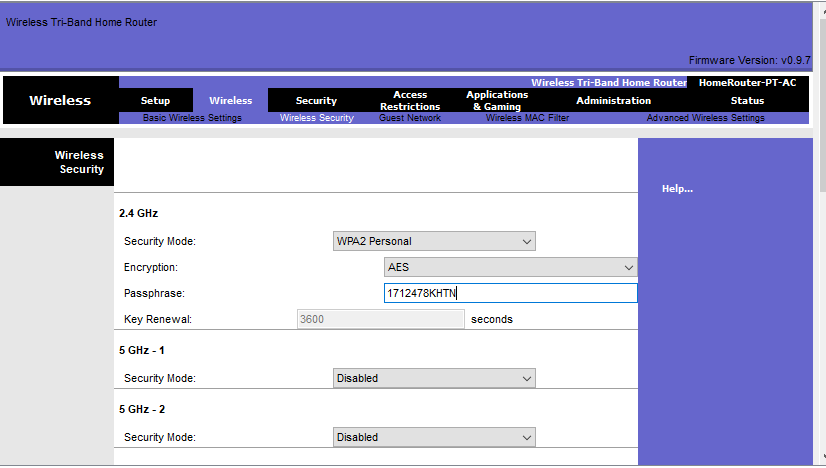 Wireless Tri-Band Home Router
Firmware Version: v0.9.7
Wireless Tri-Band Home Router HomeRouter-PT-AC
Wireless
Setup Wireless Security Access Restrictions Applications & Gaming Administration Status
Basic Wireless Settings Wireless Security Guest Network Wireless MAC Filter Advanced Wireless Settings
Wireless
Security
Help...
2.4 GHz
Security Mode: WPA2 Personal
Encryption: AES
Passphrase: 1712478KHTN
Key Renewal: 3600 seconds
5 GHz - 1
Security Mode: Disabled
5 GHz - 2
Security Mode: Disabled